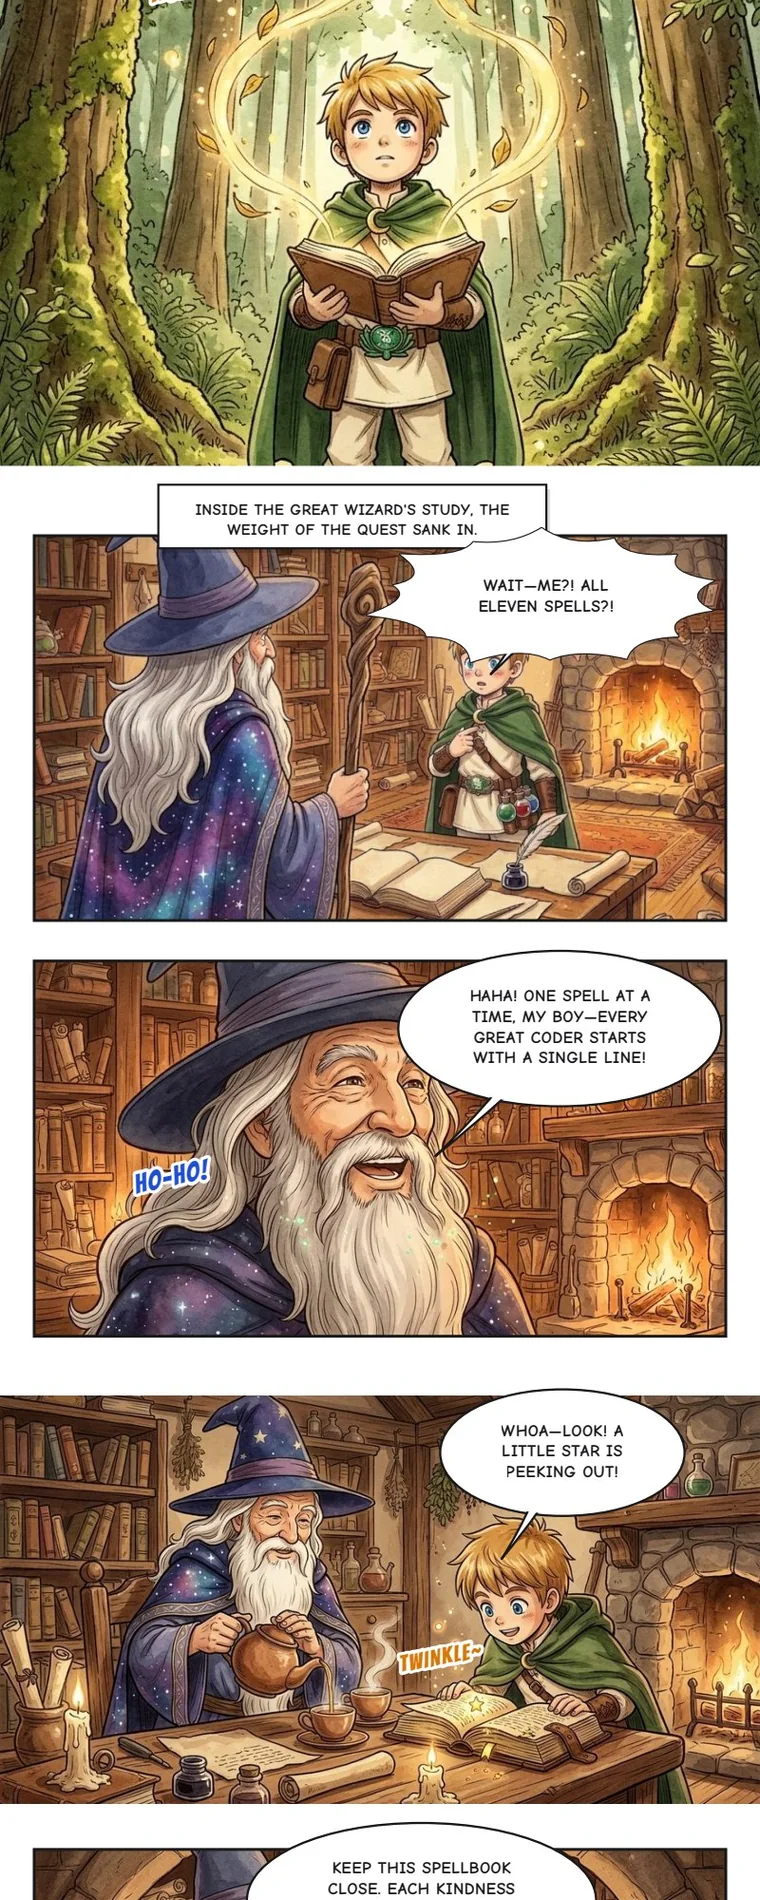 INSIDE THE GREAT WIZARD'S STUDY, THE
WEIGHT OF THE QUEST SANK IN.
WAIT—ME?! ALL
ELEVEN SPELLS?!
HAHA! ONE SPELL AT A
TIME, MY BOY—EVERY
GREAT CODER STARTS
WITH A SINGLE LINE!
HO-HO!
WHOA—LOOK! A
LITTLE STAR IS
PEEKING OUT!
TWINKLE~
KEEP THIS SPELLBOOK
CLOSE. EACH KINDNESS